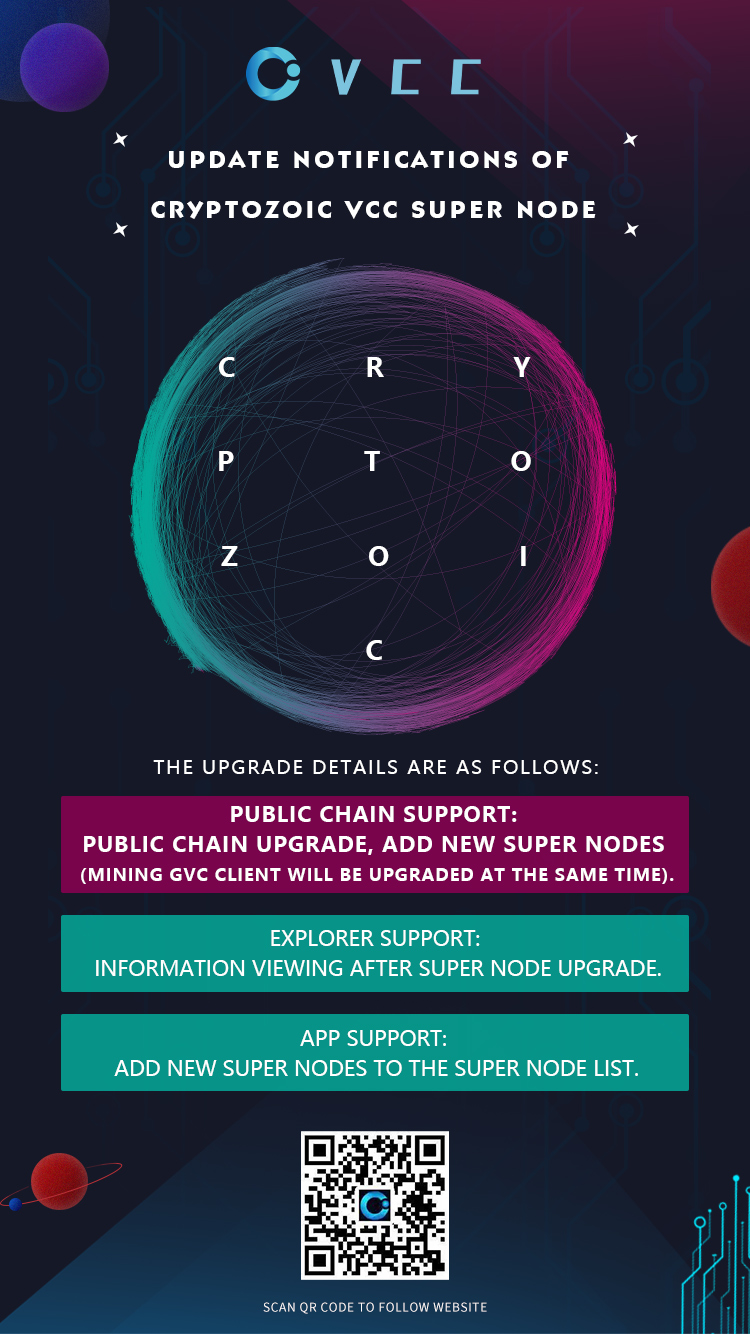 VCC
UPDATE NOTIFICATIONS OF
CRYPTOZOIC VCC SUPER NODE
C R Y
P T O
Z O I
C
THE UPGRADE DETAILS ARE AS FOLLOWS:
PUBLIC CHAIN SUPPORT:
PUBLIC CHAIN UPGRADE, ADD NEW SUPER NODES
(MINING GVC CLIENT WILL BE UPGRADED AT THE SAME TIME).
EXPLORER SUPPORT:
INFORMATION VIEWING AFTER SUPER NODE UPGRADE.
APP SUPPORT:
ADD NEW SUPER NODES TO THE SUPER NODE LIST.
SCAN QR CODE TO FOLLOW WEBSITE